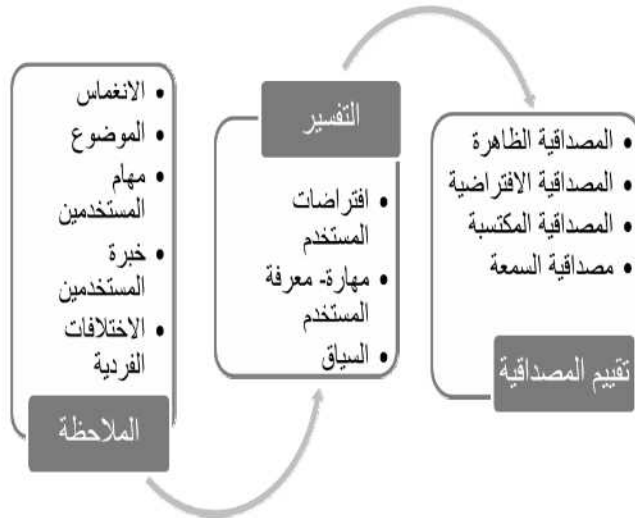 الانغماس
الموضوع
مهام
المستخدمين
خبرة
المستخدمين
الاختلافات
الفردية
الملاحظة
التفسير
افتراضات
المستخدم
مهارة- معرفة
المستخدم
السياق
المصداقية الظاهرة
المصداقية الافتراضية
المصداقية المكتسبة
مصداقية السمعة
تقييم المصداقية